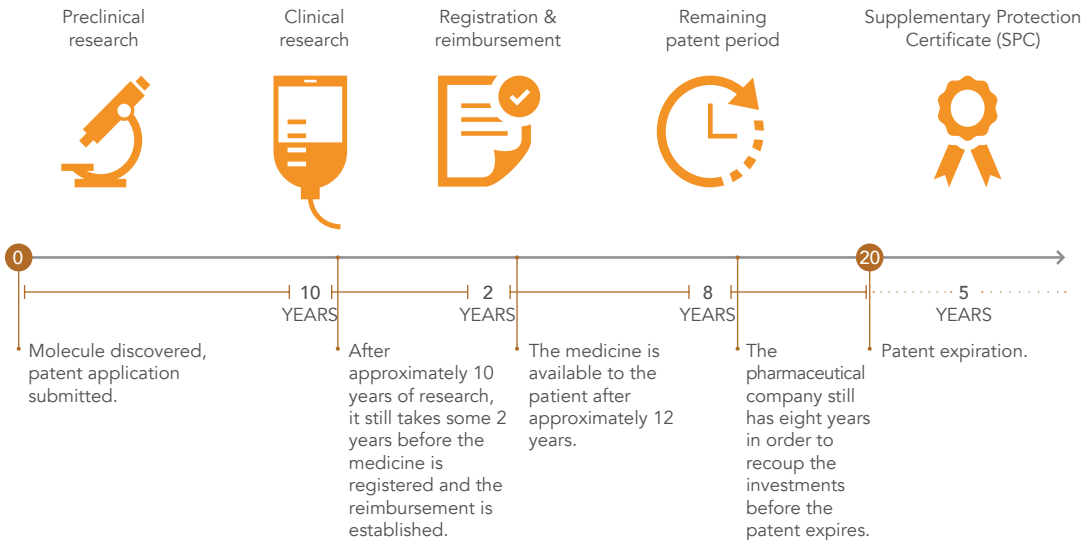 Preclinical
research
Clinical
research
Registration &
reimbursement
Remaining
patent period
Supplementary Protection
Certificate (SPC)
0
20
10
YEARS
2
YEARS
8
YEARS
5
YEARS
Molecule discovered,
patent application
submitted.
After
approximately 10
years of research,
it still takes some 2
years before the
medicine is
registered and the
reimbursement is
established.
The medicine is
available to the
patient after
approximately 12
years.
The
pharmaceutical
company still
has eight years
in order to
recoup the
investments
before the
patent expires.
Patent expiration.